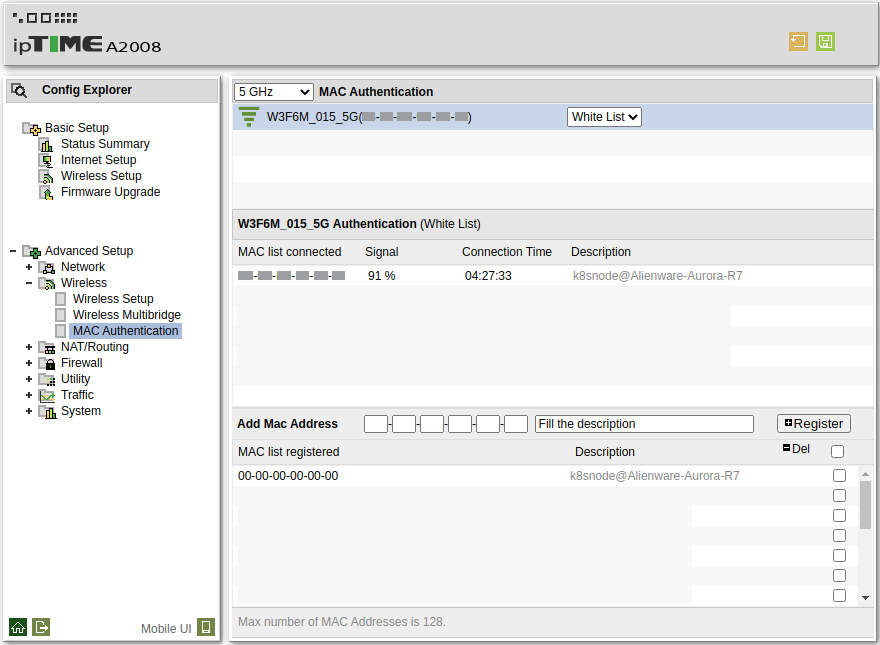 ipTIME A2008
Config Explorer
Basic Setup
Status Summary
Internet Setup
Wireless Setup
Firmware Upgrade
Advanced Setup
Network
Wireless
Wireless Setup
Wireless Multibridge
MAC Authentication
NAT/Routing
Firewall
Utility
Traffic
System
Mobile UI
5 GHz MAC Authentication
W3F6M_015_5G( - - - - - ) White List
W3F6M_015_5G Authentication (White List)
MAC list connected Signal Connection Time Description
- - - - - 91 % 04:27:33 k8snode@Alienware-Aurora-R7
Add Mac Address - - - - - Fill the description Register
MAC list registered Description Del
00-00-00-00-00-00 k8snode@Alienware-Aurora-R7
Max number of MAC Addresses is 128.